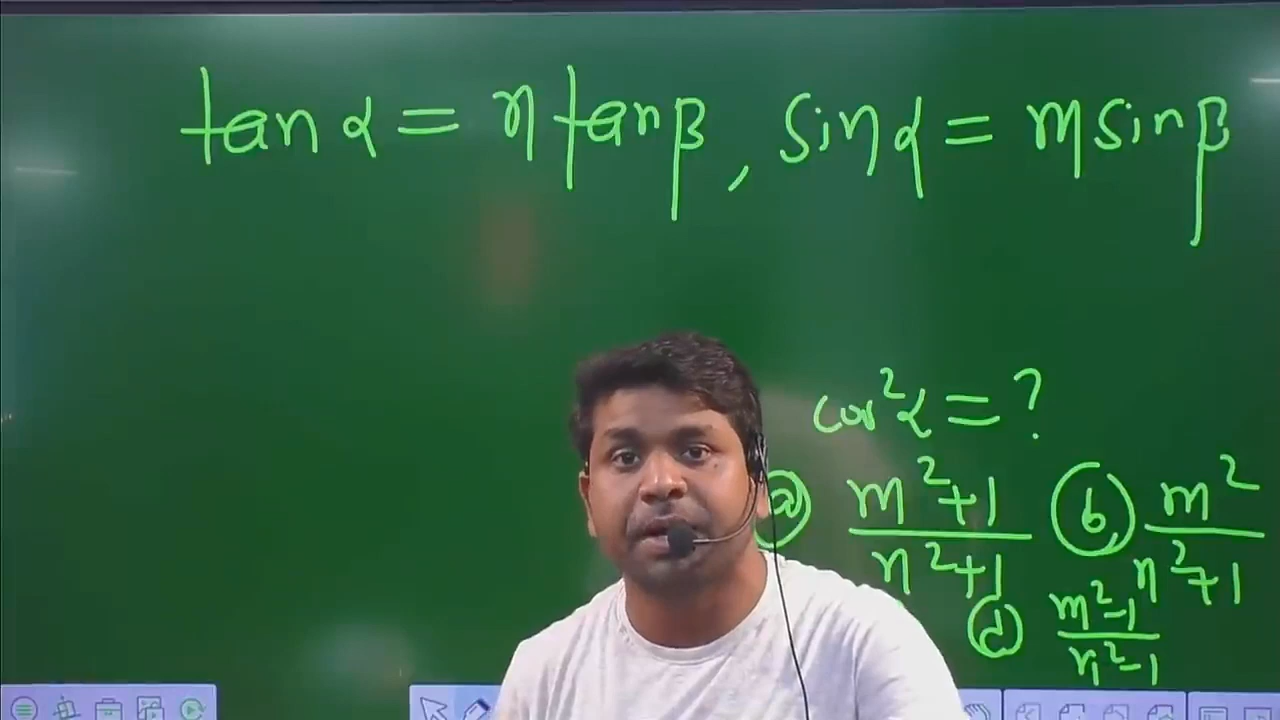 tan α = n tan β, sin α = m sin β
cos²α = ?
(a) (m²+1)/(n²+1) (b) m²/(n²+1)
(d) (m²-1)/(n²-1)